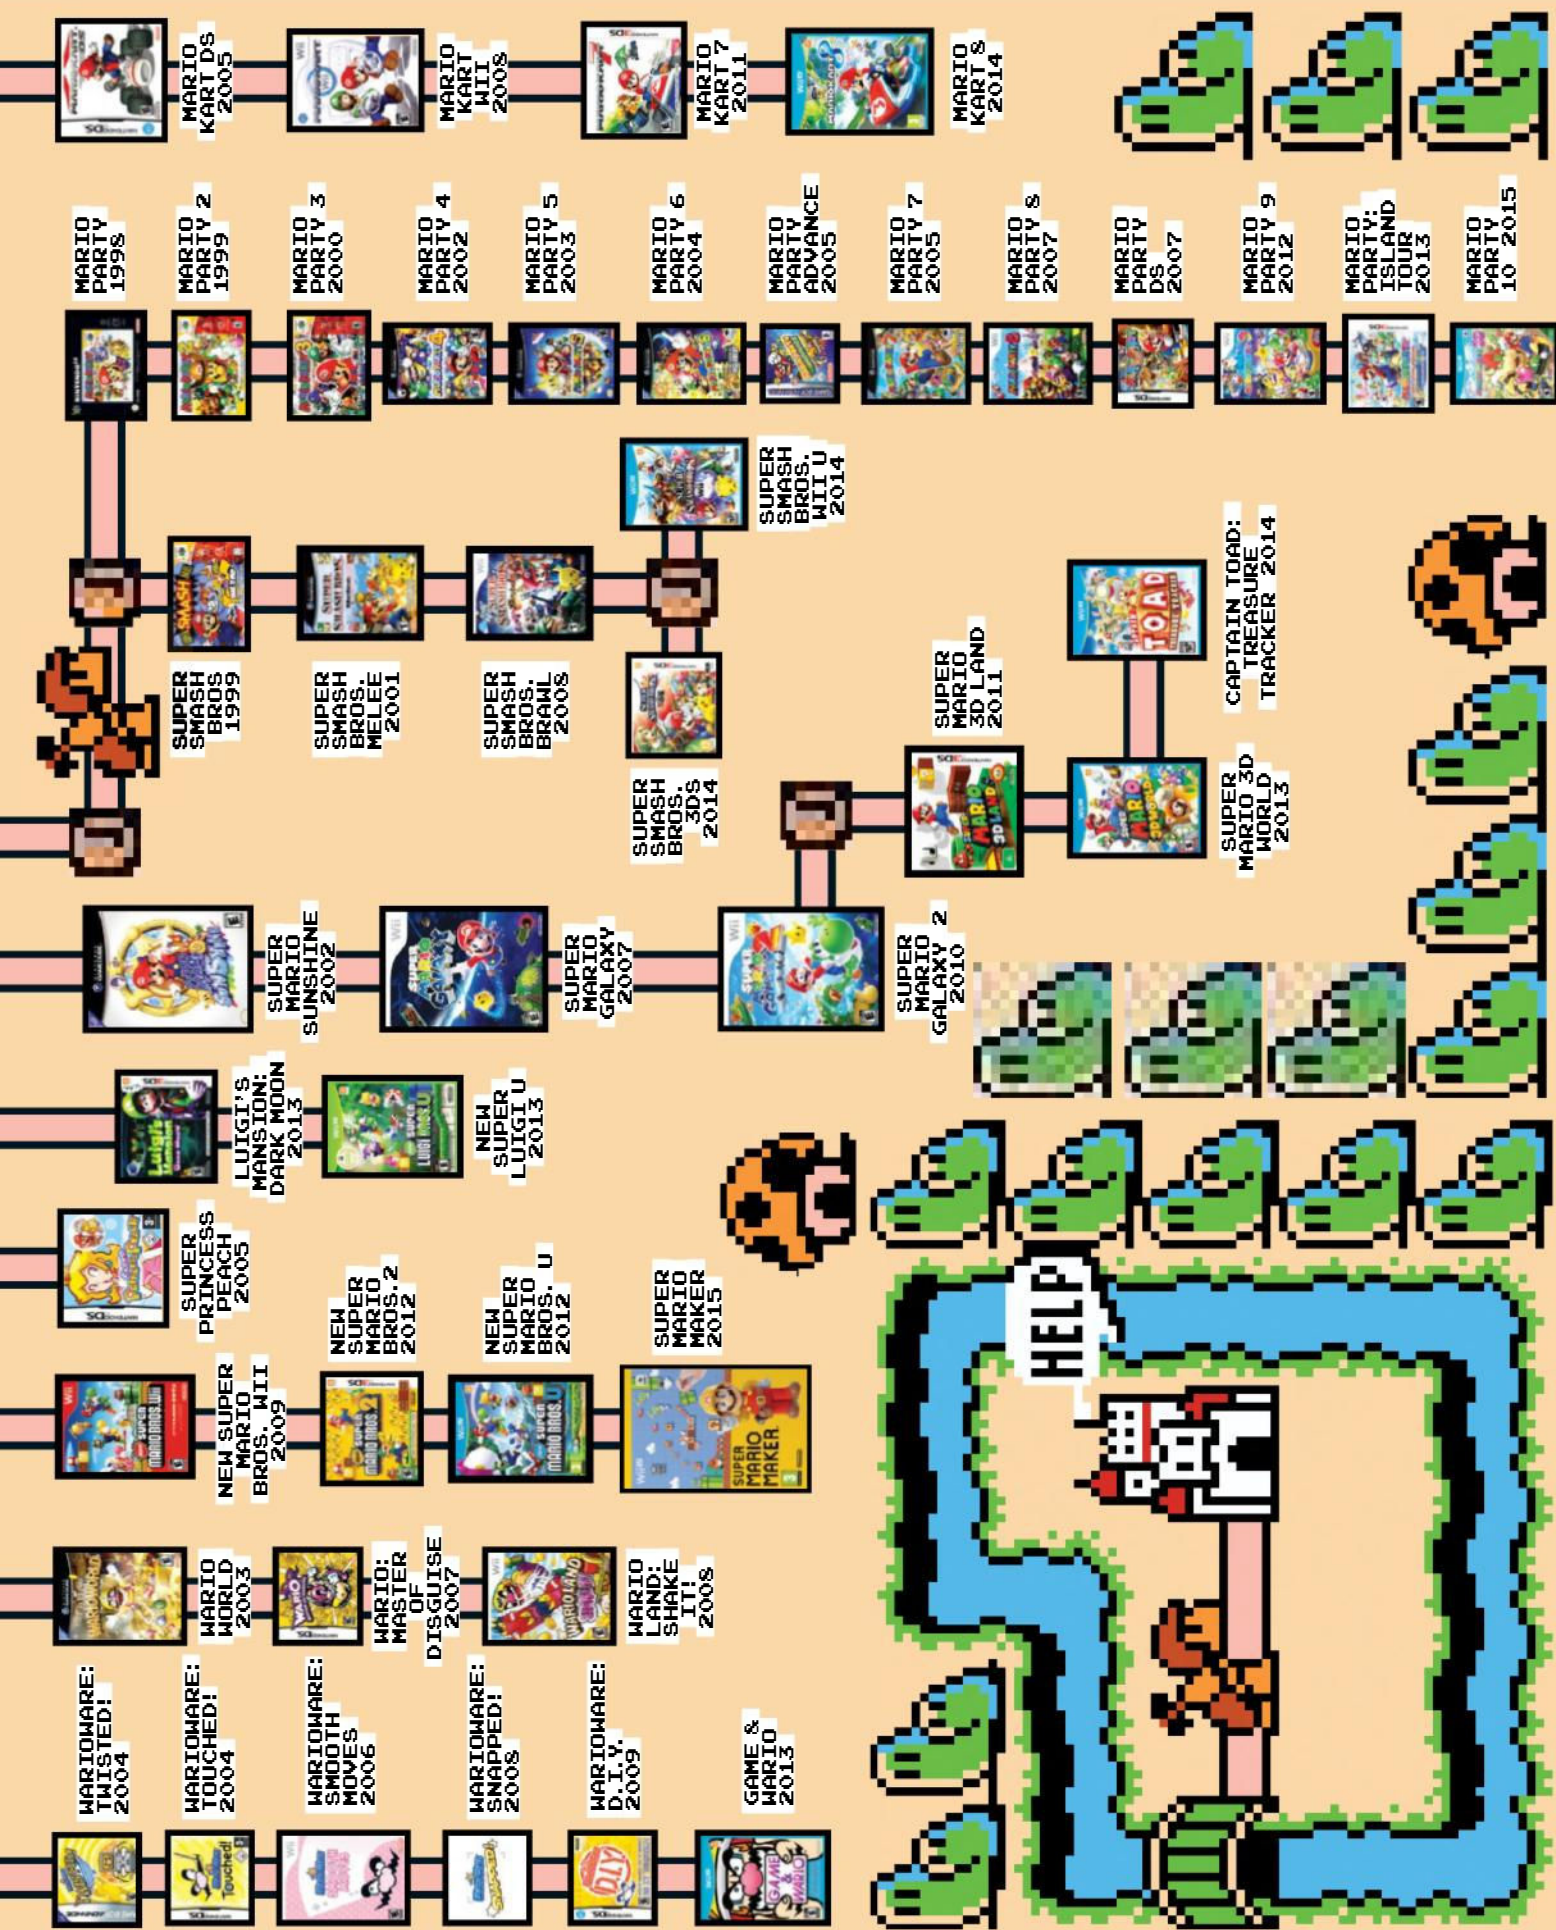 WARIOWARE:
TWISTED!
2004
WARIOWARE:
TOUCHED!
2004
WARIOWARE:
SMOOTH
MOVES
2006
WARIOWARE:
SNAPPED!
2008
WARIOWARE:
D.I.Y.
2009
GAME &
WARIO
2013
WARIO
WORLD
2003
WARIO:
MASTER
OF
DISGUISE
2007
WARIO
LAND:
SHAKE
IT!
2008
NEW SUPER
MARIO
BROS. WII
2009
NEW
SUPER
MARIO
BROS.2
2012
NEW
SUPER
MARIO
BROS. U
2012
SUPER
MARIO
MAKER
2015
SUPER
MARIO
MAKER
SUPER
PRINCESS
PEACH
2005
LUIGI'S
MANSION:
DARK MOON
2013
NEW
SUPER
LUIGI U
2013
SUPER
MARIO
SUNSHINE
2002
SUPER
MARIO
GALAXY
2007
SUPER
MARIO
GALAXY 2
2010
SUPER
MARIO
3D LAND
2011
SUPER
MARIO 3D
WORLD
2013
CAPTAIN TOAD:
TREASURE
TRACKER 2014
SUPER
SMASH
BROS
1999
SUPER
SMASH
BROS.
MELEE
2001
SUPER
SMASH
BROS.
BRAWL
2008
SUPER
SMASH
BROS.
3DS
2014
SUPER
SMASH
BROS.
WII U
2014
MARIO
PARTY
1998
MARIO
PARTY 2
1999
MARIO
PARTY 3
2000
MARIO
PARTY 4
2002
MARIO
PARTY 5
2003
MARIO
PARTY 6
2004
MARIO
PARTY
ADVANCE
2005
MARIO
PARTY 7
2005
MARIO
PARTY 8
2007
MARIO
PARTY
DS
2007
MARIO
PARTY 9
2012
MARIO
PARTY:
ISLAND
TOUR
2013
MARIO
PARTY
10 2015
MARIO
KART DS
2005
MARIO
KART
WII
2008
MARIO
KART 7
2011
MARIO
KART 8
2014
HELP